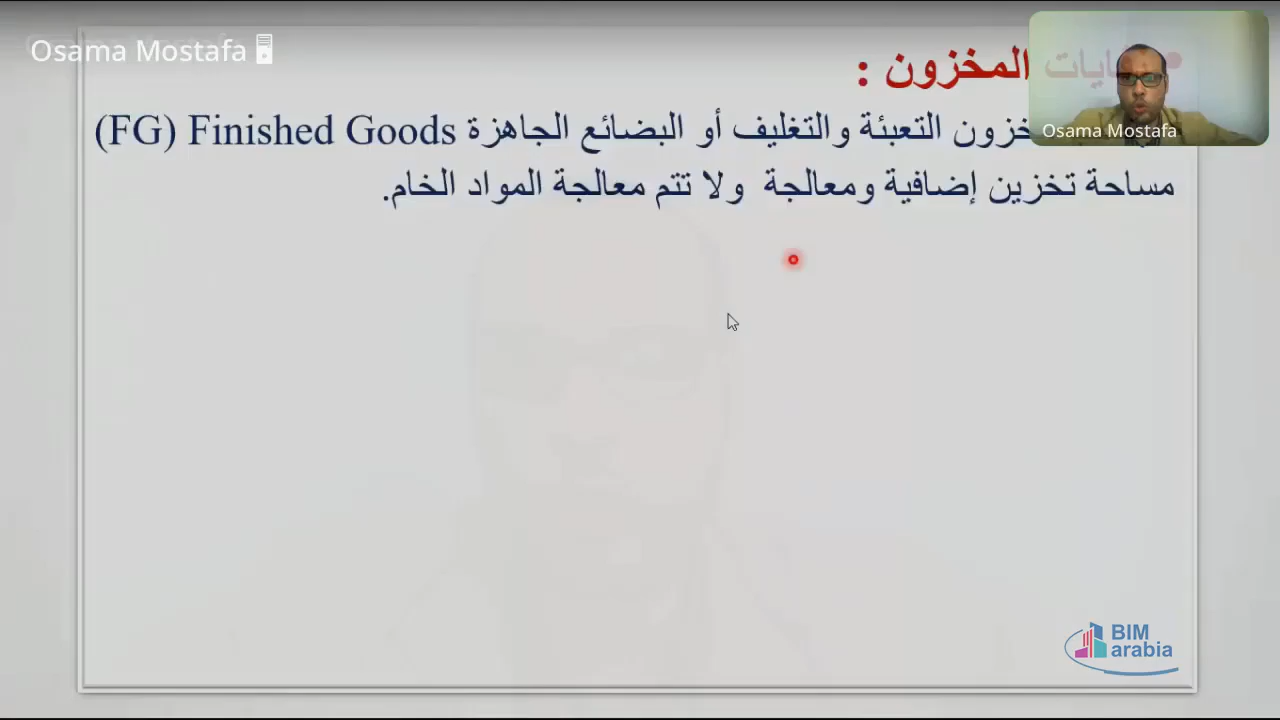 Osama Mostafa
المخزون :
Osama Mostafa
التعبئة والتغليف أو البضائع الجاهزة Finished Goods (FG)
مساحة تخزين إضافية ومعالجة ولا تتم معالجة المواد الخام.
BIM
arabia